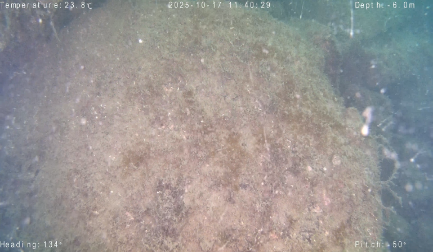 Temperature:23.8℃ 2025-10-17 11:40:29 Depth:-6.0m
Heading:134° Pitch:-50°